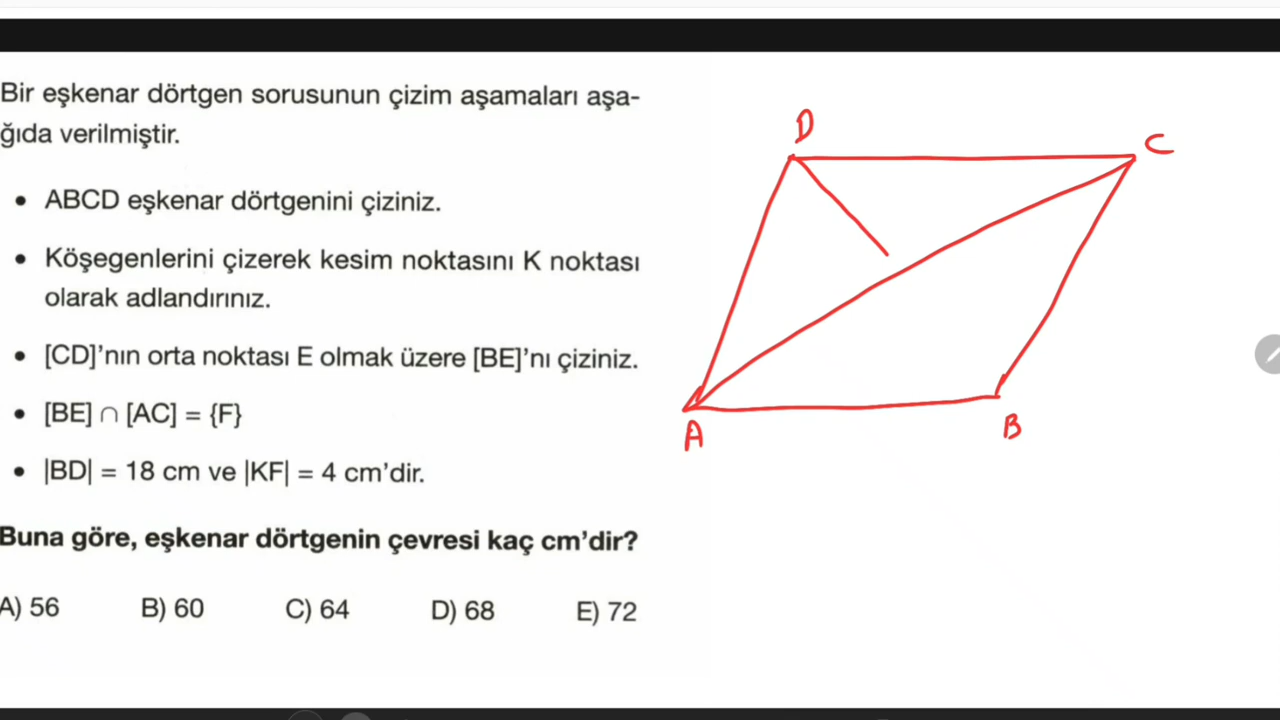 Bir eşkenar dörtgen sorusunun çizim aşamaları aşa-
ğıda verilmiştir.
• ABCD eşkenar dörtgenini çiziniz.
• Köşegenlerini çizerek kesim noktasını K noktası
olarak adlandırınız.
• [CD]'nın orta noktası E olmak üzere [BE]'nı çiziniz.
• [BE] ∩ [AC] = {F}
• |BD| = 18 cm ve |KF| = 4 cm'dir.
Buna göre, eşkenar dörtgenin çevresi kaç cm'dir?
A) 56 B) 60 C) 64 D) 68 E) 72
D
C
A
B